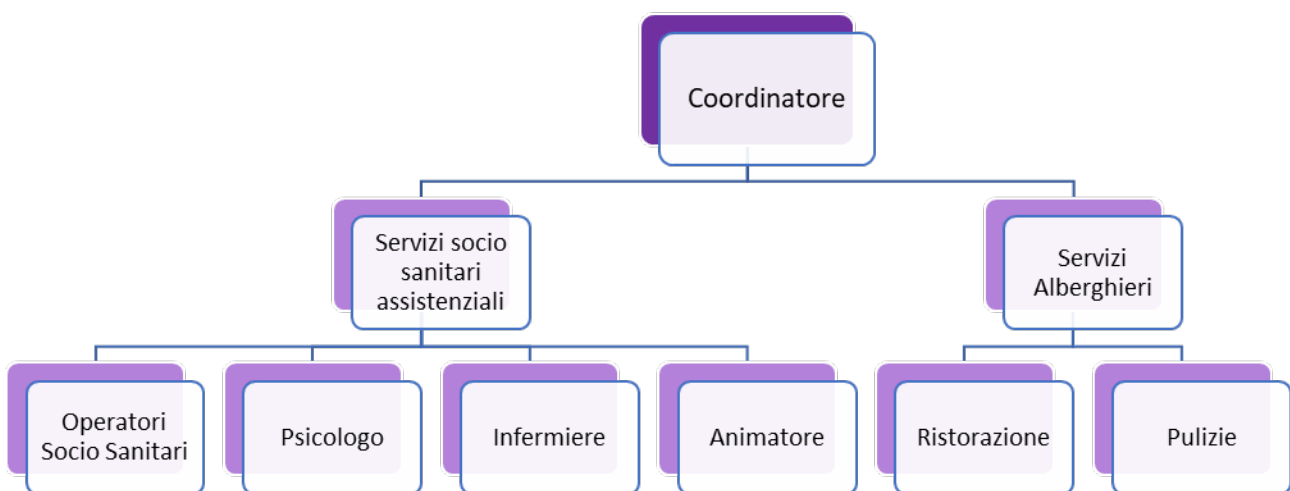 Coordinatore
Servizi socio
sanitari
assistenziali
Servizi
Alberghieri
Operatori
Socio Sanitari
Psicologo
Infermiere
Animatore
Ristorazione
Pulizie